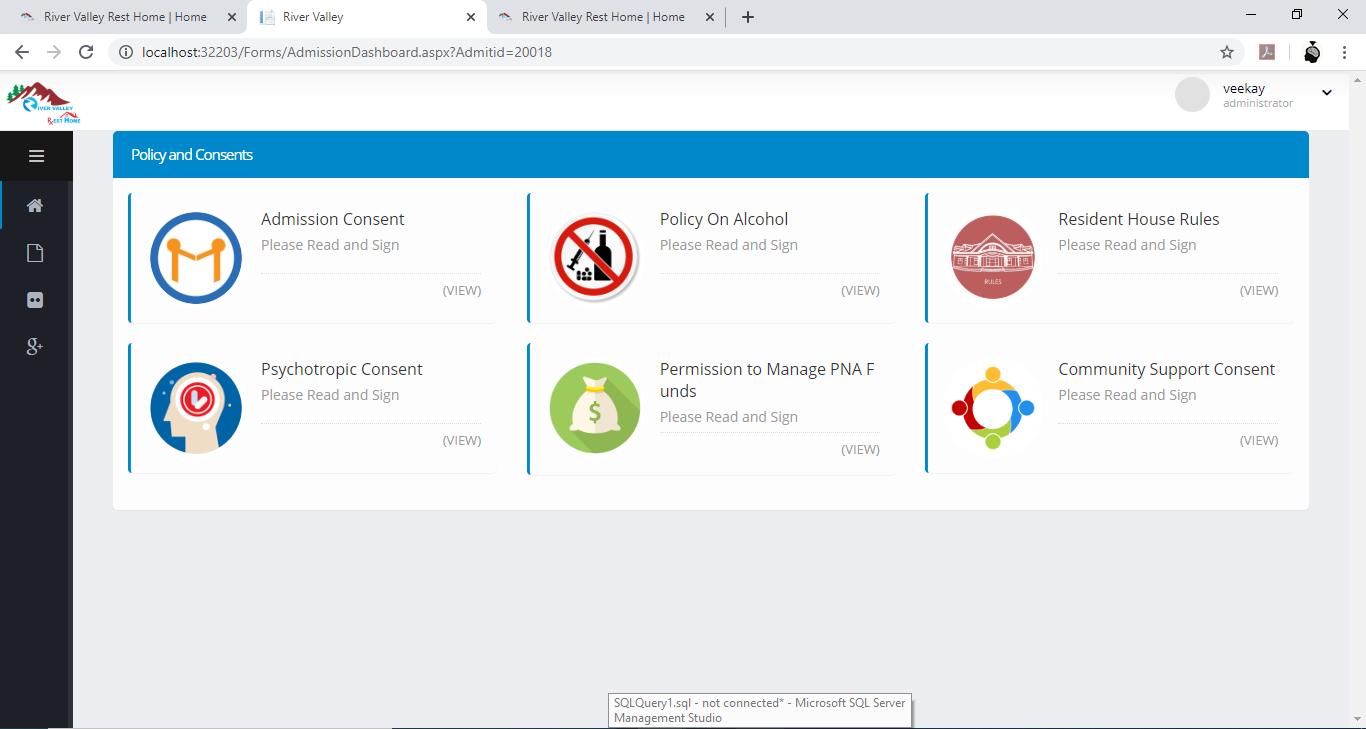 River Valley Rest Home | Home
River Valley
River Valley Rest Home | Home
localhost:32203/Forms/AdmissionDashboard.aspx?Admitid=20018
RIVER VALLEY
REST HOME
veekay
administrator
Policy and Consents
Admission Consent
Please Read and Sign
(VIEW)
Policy On Alcohol
Please Read and Sign
(VIEW)
RULES
Resident House Rules
Please Read and Sign
(VIEW)
Psychotropic Consent
Please Read and Sign
(VIEW)
$
Permission to Manage PNA F
unds
Please Read and Sign
(VIEW)
Community Support Consent
Please Read and Sign
(VIEW)
g+
SQLQuery1.sql - not connected* - Microsoft SQL Server
Management Studio